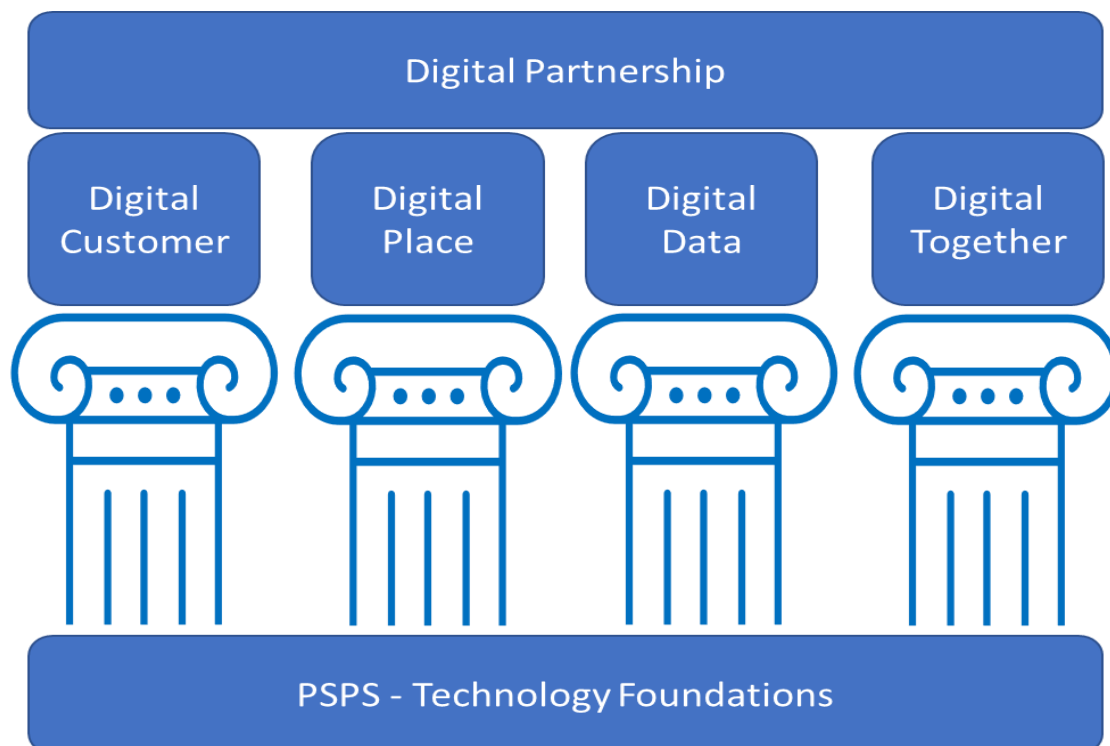 Digital Partnership
Digital
Customer
Digital
Place
Digital
Data
Digital
Together
PSPS - Technology Foundations